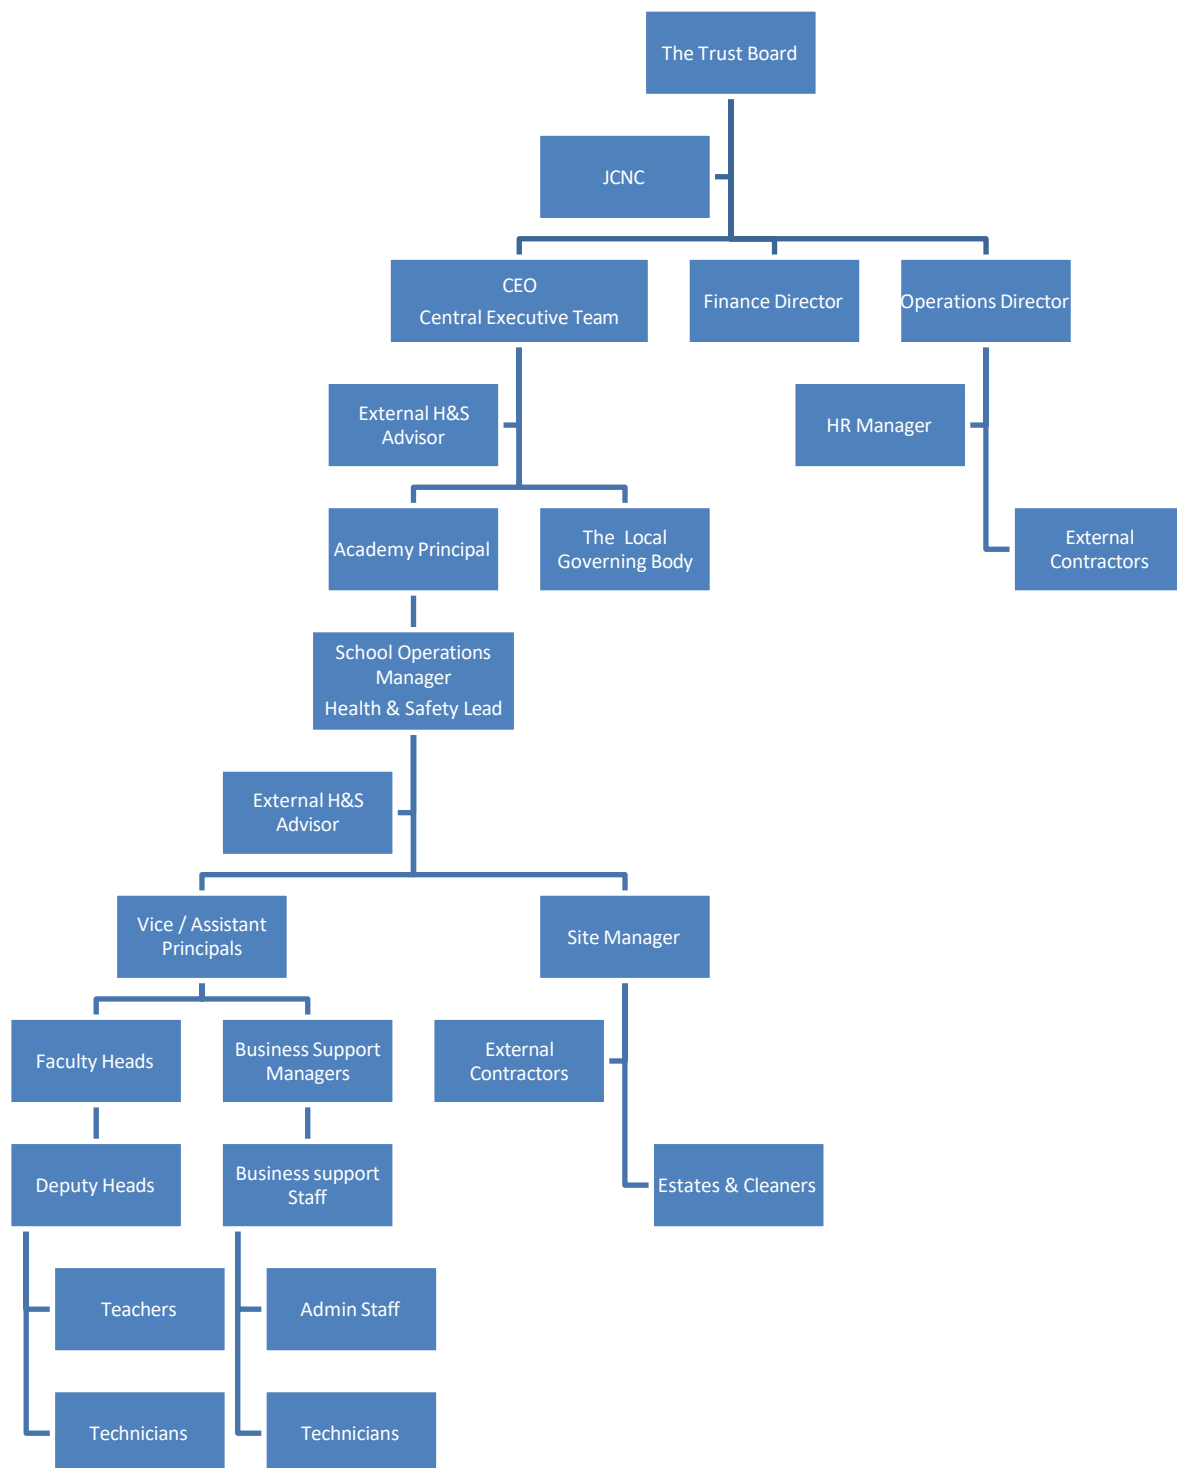 The Trust Board
JCNC
CEO
Central Executive Team
Finance Director
Operations Director
External H&S
Advisor
HR Manager
Academy Principal
The Local
Governing Body
External
Contractors
School Operations
Manager
Health & Safety Lead
External H&S
Advisor
Vice / Assistant
Principals
Site Manager
Faculty Heads
Business Support
Managers
External
Contractors
Deputy Heads
Business support
Staff
Estates & Cleaners
Teachers
Admin Staff
Technicians
Technicians